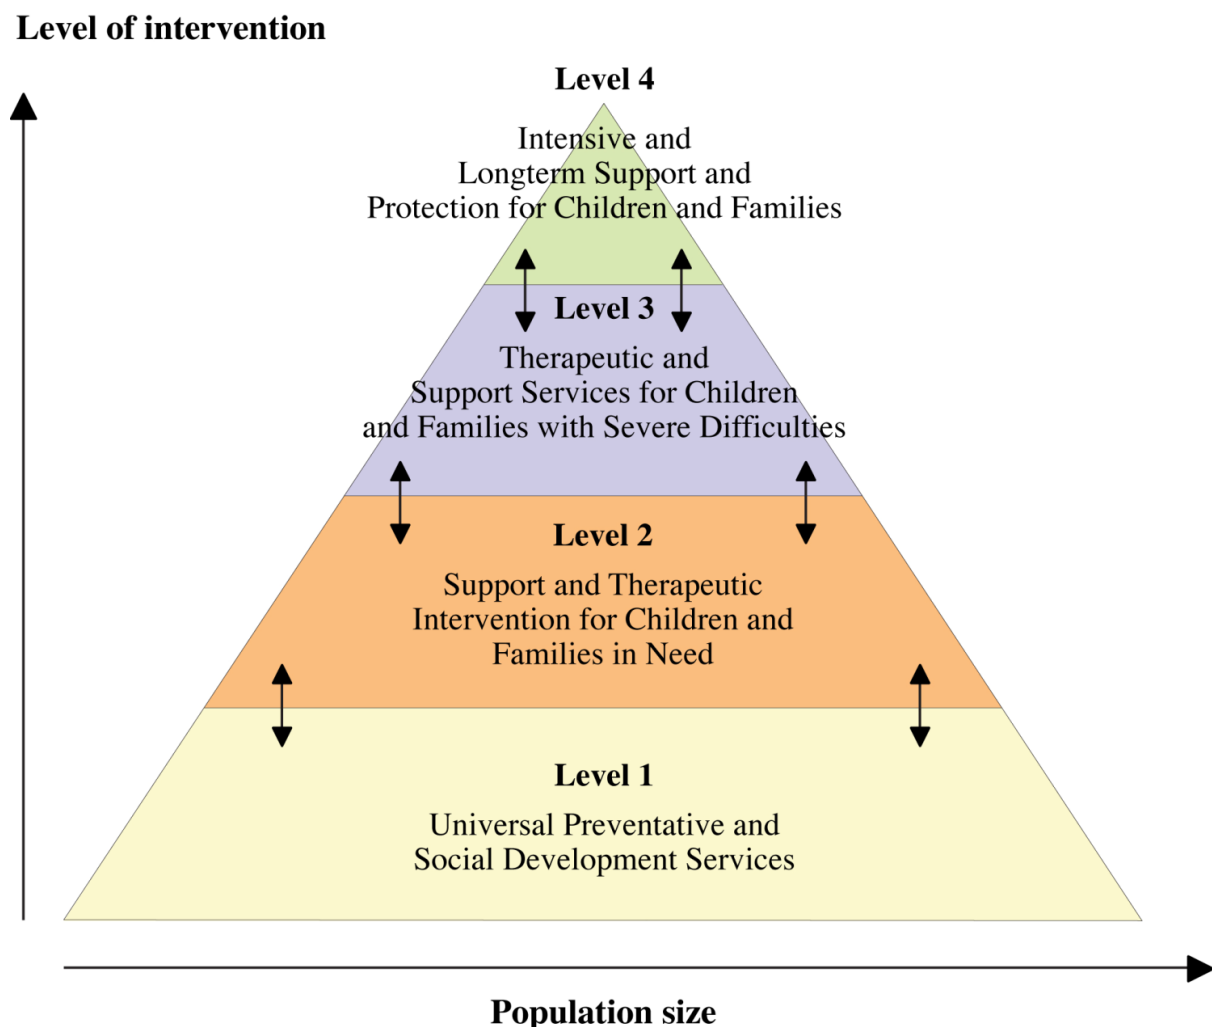 Level of intervention
Level 4
Intensive and
Longterm Support and
Protection for Children and Families
Level 3
Therapeutic and
Support Services for Children
and Families with Severe Difficulties
Level 2
Support and Therapeutic
Intervention for Children and
Families in Need
Level 1
Universal Preventative and
Social Development Services
Population size